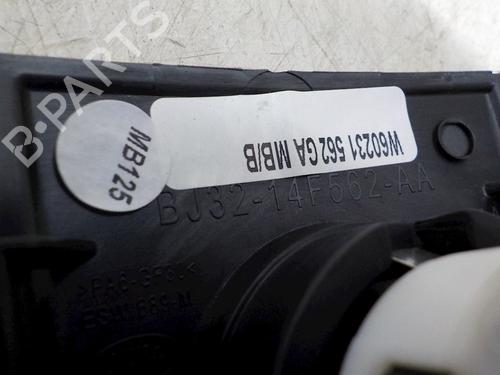 B-PARTS
MB125
W60231 562 GA MB/B
BJ32-14F562-AA